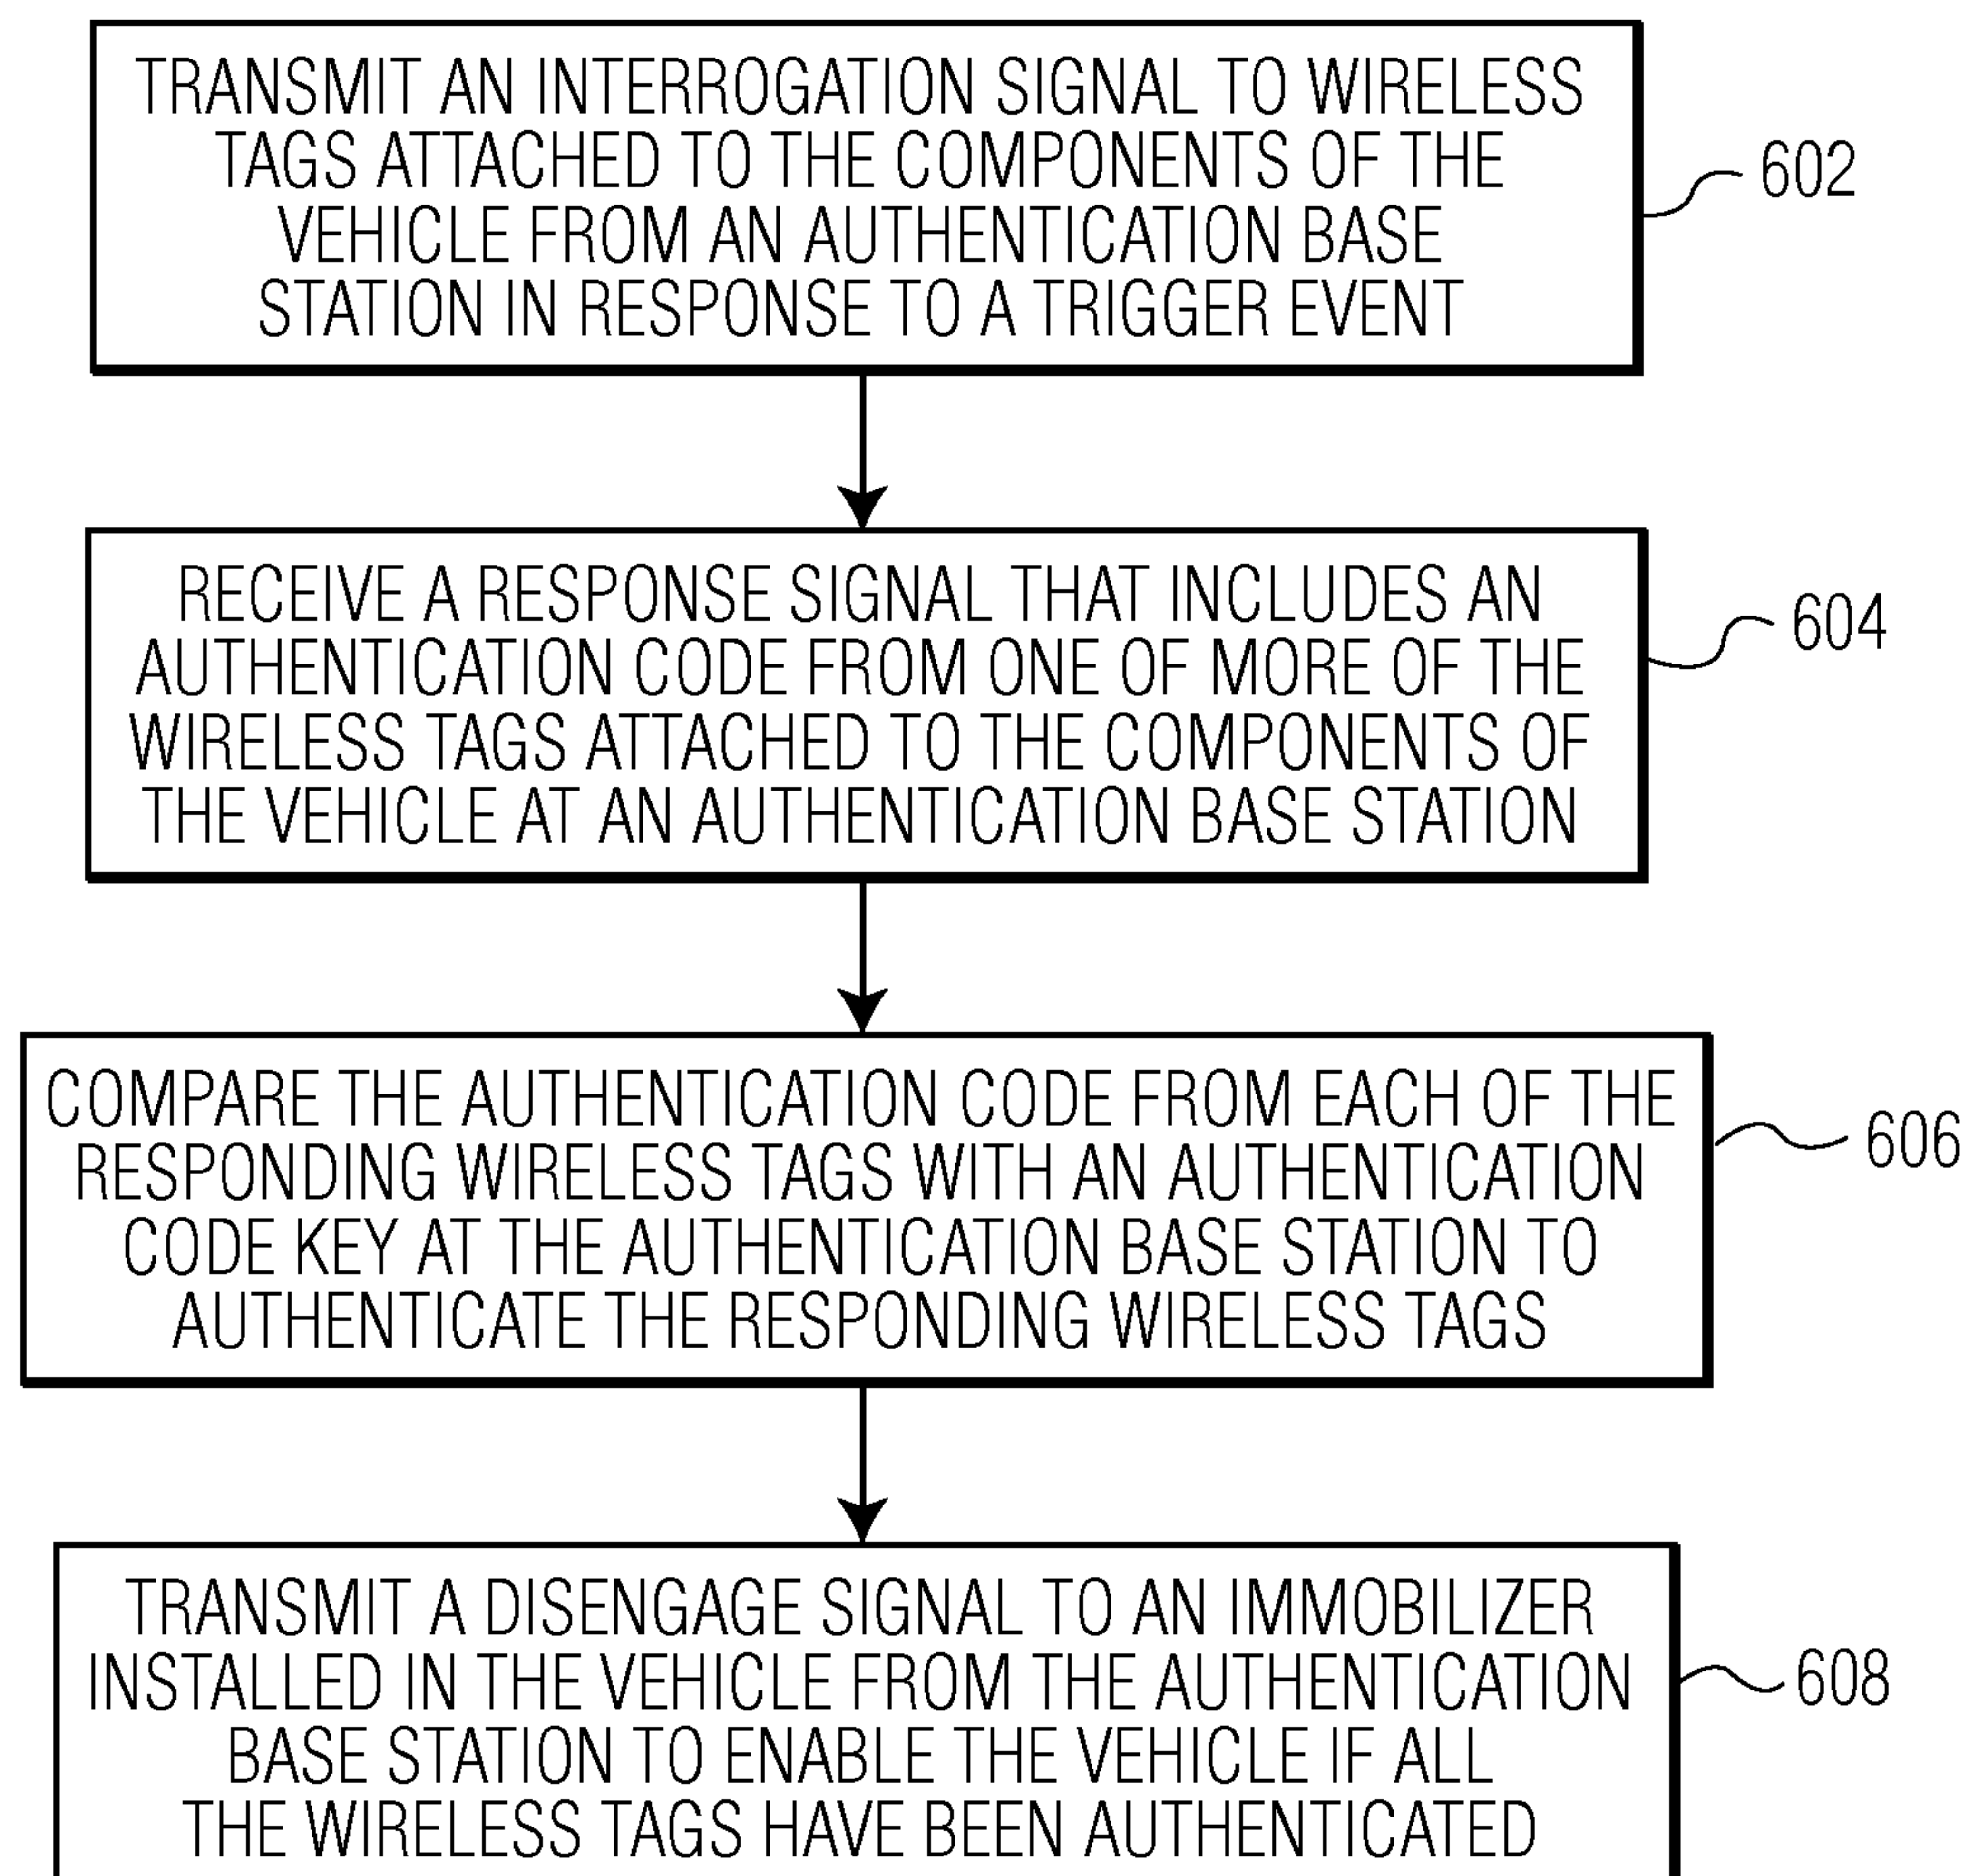 TRANSMIT AN INTERROGATION SIGNAL TO WIRELESS
TAGS ATTACHED TO THE COMPONENTS OF THE
VEHICLE FROM AN AUTHENTICATION BASE
STATION IN RESPONSE TO A TRIGGER EVENT
602
RECEIVE A RESPONSE SIGNAL THAT INCLUDES AN
AUTHENTICATION CODE FROM ONE OF MORE OF THE
WIRELESS TAGS ATTACHED TO THE COMPONENTS OF
THE VEHICLE AT AN AUTHENTICATION BASE STATION
604
COMPARE THE AUTHENTICATION CODE FROM EACH OF THE
RESPONDING WIRELESS TAGS WITH AN AUTHENTICATION
CODE KEY AT THE AUTHENTICATION BASE STATION TO
AUTHENTICATE THE RESPONDING WIRELESS TAGS
606
TRANSMIT A DISENGAGE SIGNAL TO AN IMMOBILIZER
INSTALLED IN THE VEHICLE FROM THE AUTHENTICATION
BASE STATION TO ENABLE THE VEHICLE IF ALL
THE WIRELESS TAGS HAVE BEEN AUTHENTICATED
608